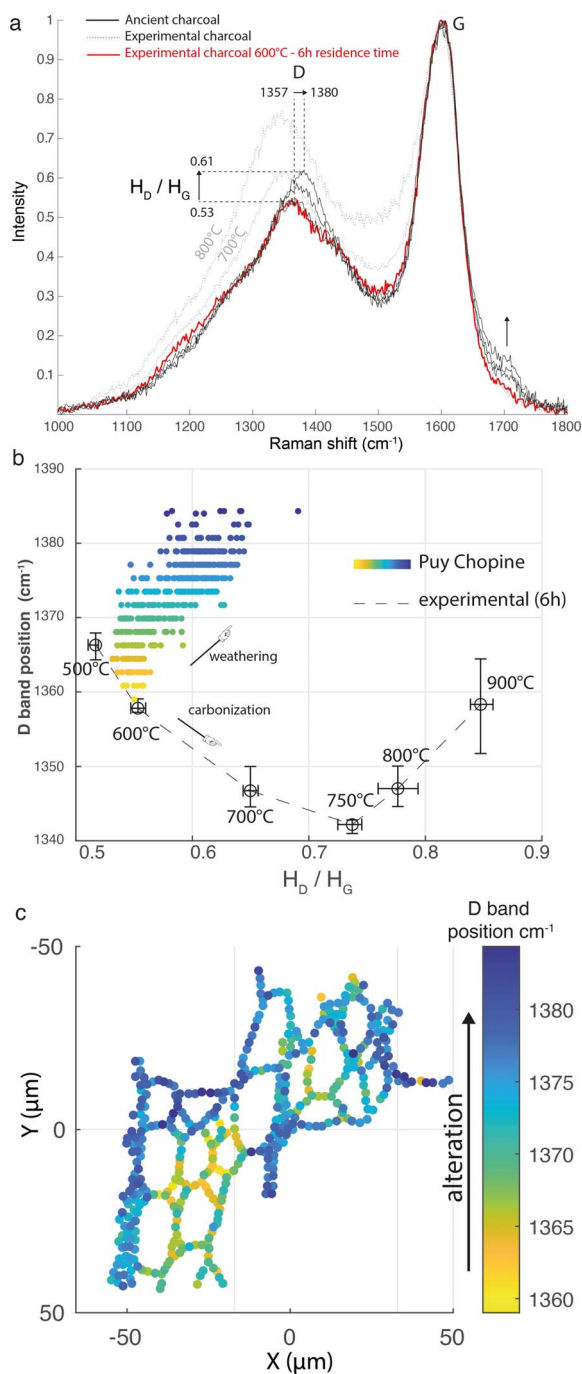 a
Ancient charcoal
Experimental charcoal
Experimental charcoal 600°C - 6h residence time
G
D
1357 1380
0.61
H_D / H_G
0.53
800°C
700°C
Intensity
1
0.9
0.8
0.7
0.6
0.5
0.4
0.3
0.2
0.1
1000 1100 1200 1300 1400 1500 1600 1700 1800
Raman shift (cm⁻¹)
b
D band position (cm⁻¹)
1390
1380
1370
1360
1350
1340
Puy Chopine
experimental (6h)
weathering
carbonization
500°C
600°C
700°C
750°C
800°C
900°C
0.5 0.6 0.7 0.8 0.9
H_D / H_G
c
D band
position cm⁻¹
-50
0
50
Y (μm)
-50 0 50
X (μm)
alteration
1380
1375
1370
1365
1360